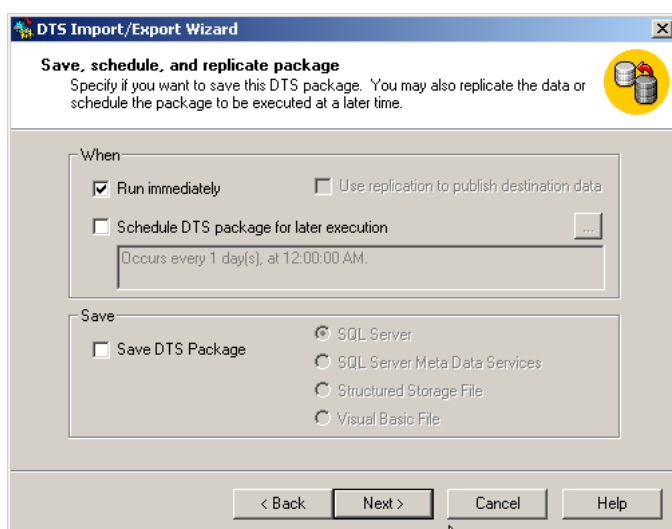 DTS Import/Export Wizard
Save, schedule, and replicate package
Specify if you want to save this DTS package. You may also replicate the data or
schedule the package to be executed at a later time.
When
Run immediately
Use replication to publish destination data
Schedule DTS package for later execution
...
Occurs every 1 day(s), at 12:00:00 AM.
Save
Save DTS Package
SQL Server
SQL Server Meta Data Services
Structured Storage File
Visual Basic File
< Back
Next >
Cancel
Help